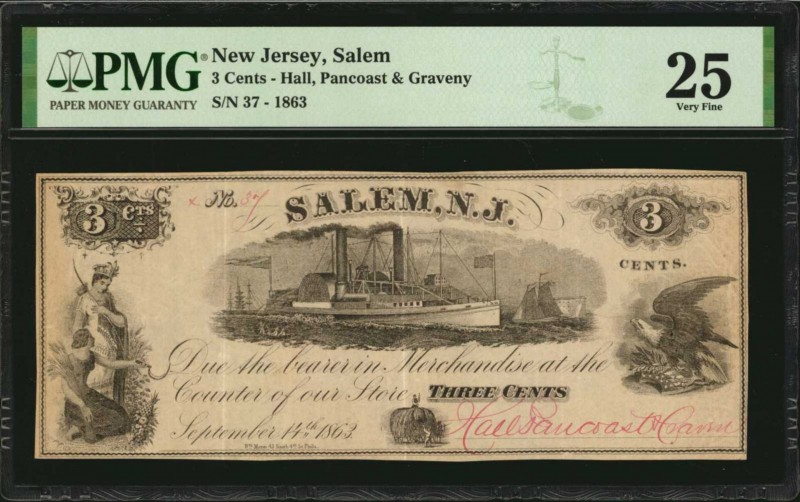 PMG®
PAPER MONEY GUARANTY
New Jersey, Salem
3 Cents - Hall, Pancoast & Graveny
S/N 37 - 1863
25
Very Fine
3 CTS
No. 37
SALEM, N.J.
3
CENTS.
Due the bearer in Merchandise at the
Counter of our Store THREE CENTS
September 14th 1863.
Hall Pancoast &